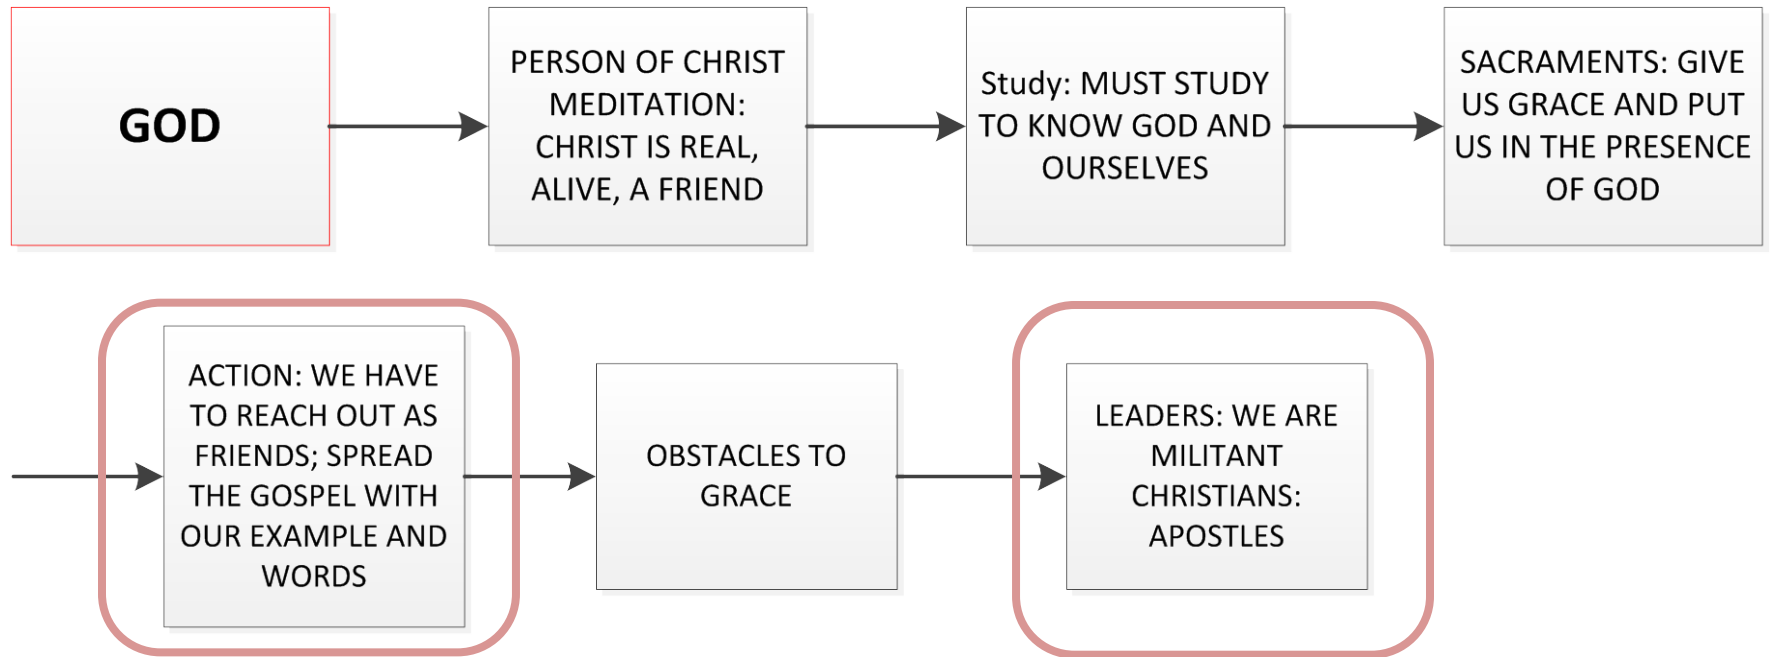 GOD
PERSON OF CHRIST
MEDITATION:
CHRIST IS REAL,
ALIVE, A FRIEND
Study: MUST STUDY
TO KNOW GOD AND
OURSELVES
SACRAMENTS: GIVE
US GRACE AND PUT
US IN THE PRESENCE
OF GOD
ACTION: WE HAVE
TO REACH OUT AS
FRIENDS; SPREAD
THE GOSPEL WITH
OUR EXAMPLE AND
WORDS
OBSTACLES TO
GRACE
LEADERS: WE ARE
MILITANT
CHRISTIANS:
APOSTLES